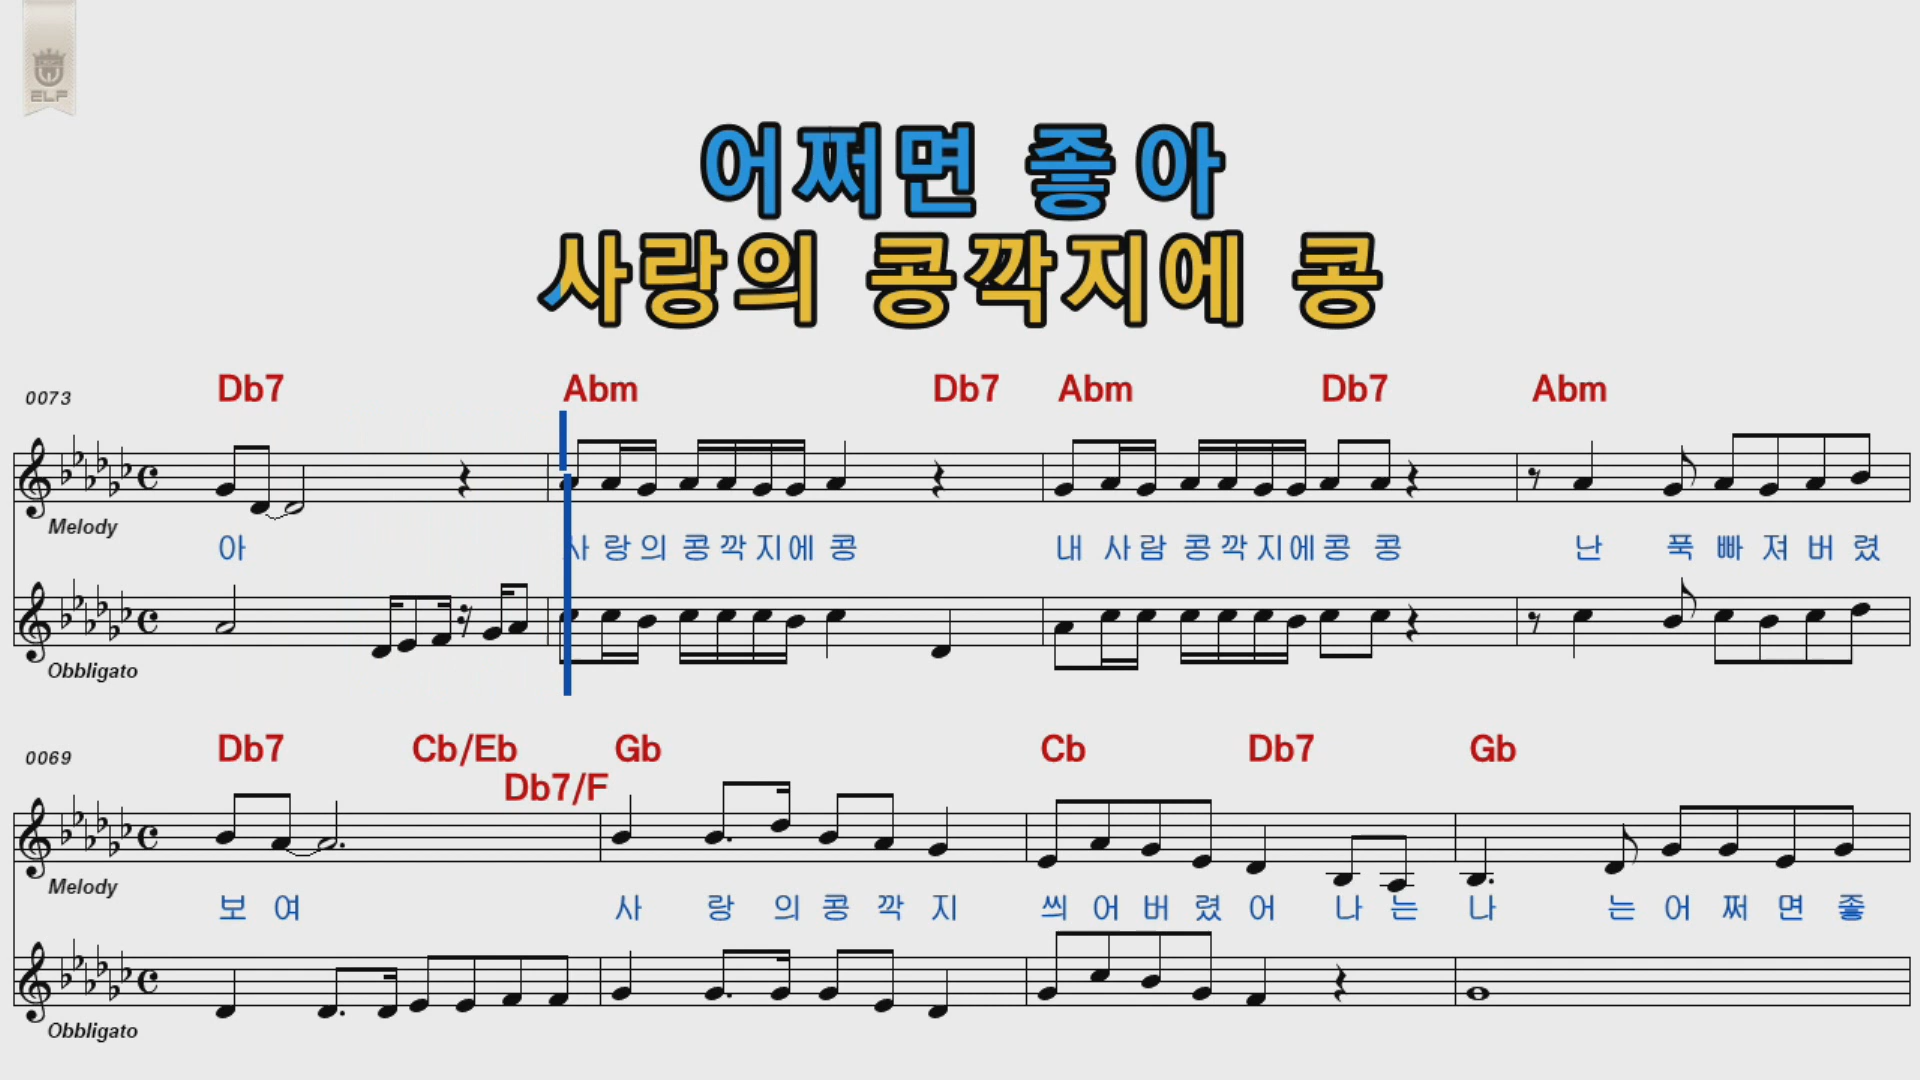 ELF
어쩌면 좋아
사랑의 콩깍지에 콩
0073 Db7 Abm Db7 Abm Db7 Abm
Melody
아 사랑의 콩깍지에 콩 내 사람 콩깍지에콩 콩 난 푹 빠져버렸
Obbligato
0069 Db7 Cb/Eb Gb Cb Db7 Gb
Db7/F
Melody
보여 사 랑 의 콩 깍 지 씌어버렸어 나는 나 는어쩌면좋
Obbligato